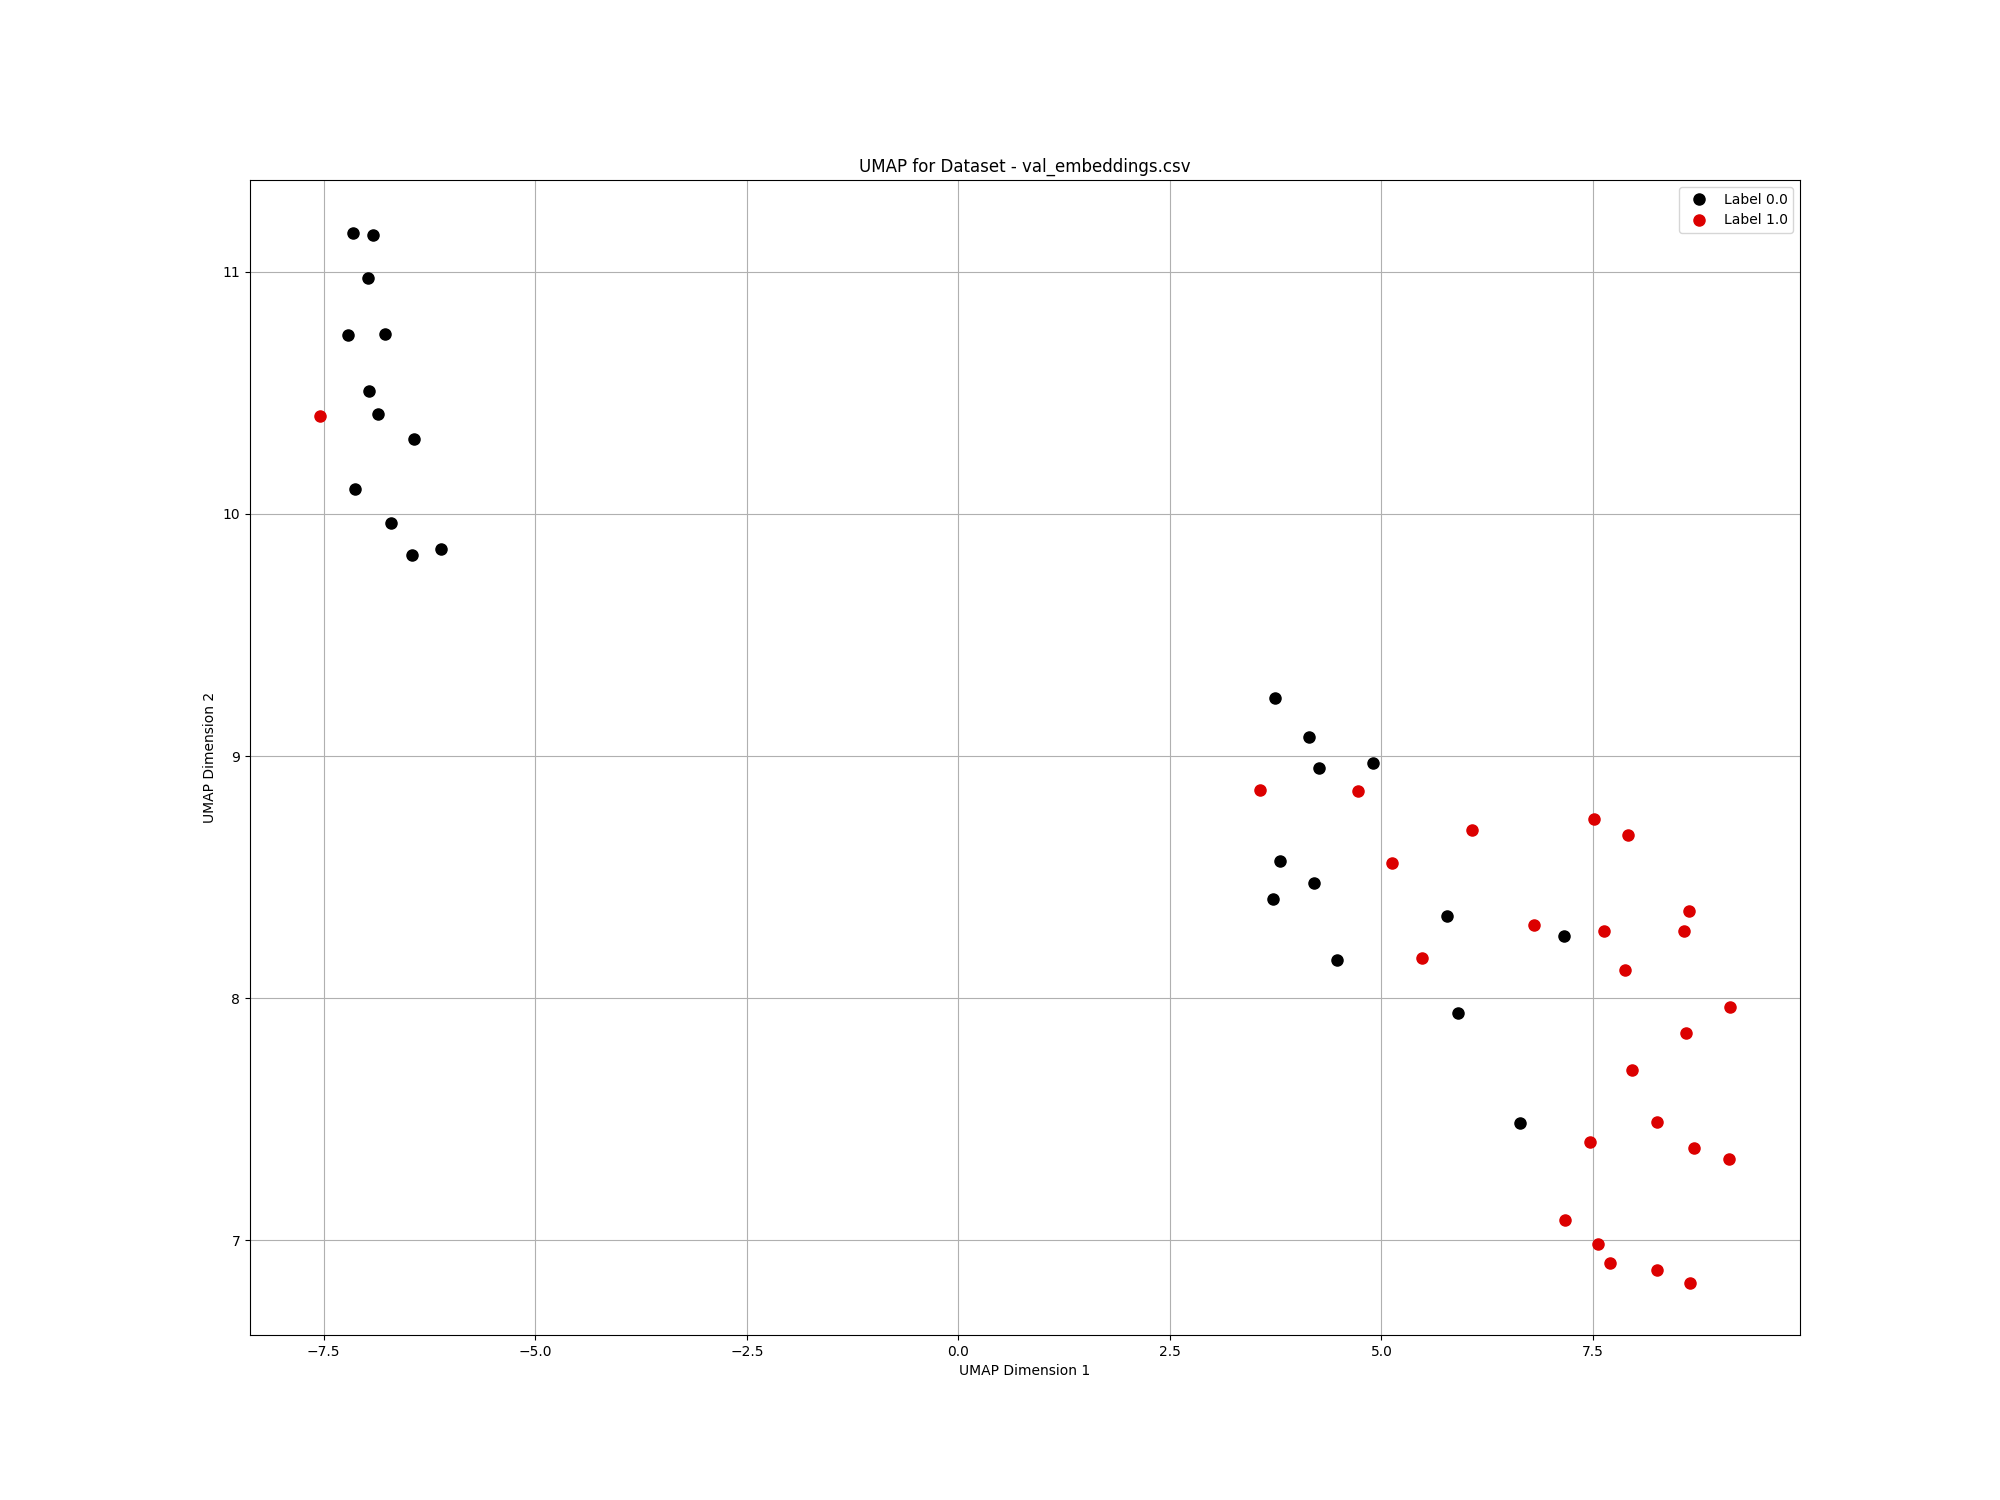 UMAP for Dataset - val_embeddings.csv
Label 0.0
Label 1.0
11
10
9
8
7
UMAP Dimension 2
−7.5 −5.0 −2.5 0.0 2.5 5.0 7.5
UMAP Dimension 1